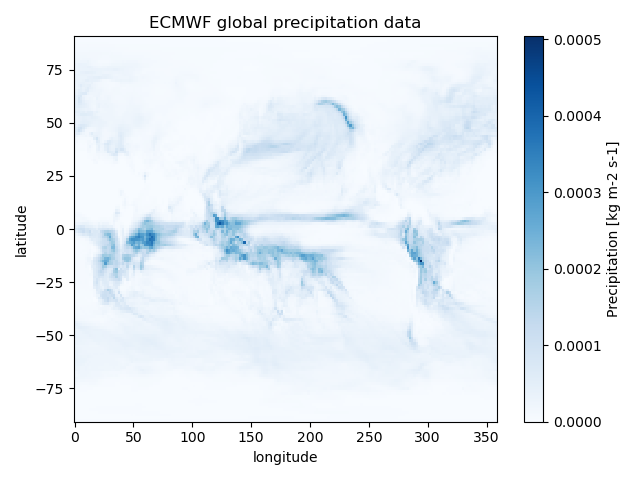 ECMWF global precipitation data
75
50
25
0
−25
−50
−75
latitude
0 50 100 150 200 250 300 350
longitude
0.0005
0.0004
0.0003
0.0002
0.0001
0.0000
Precipitation [kg m-2 s-1]